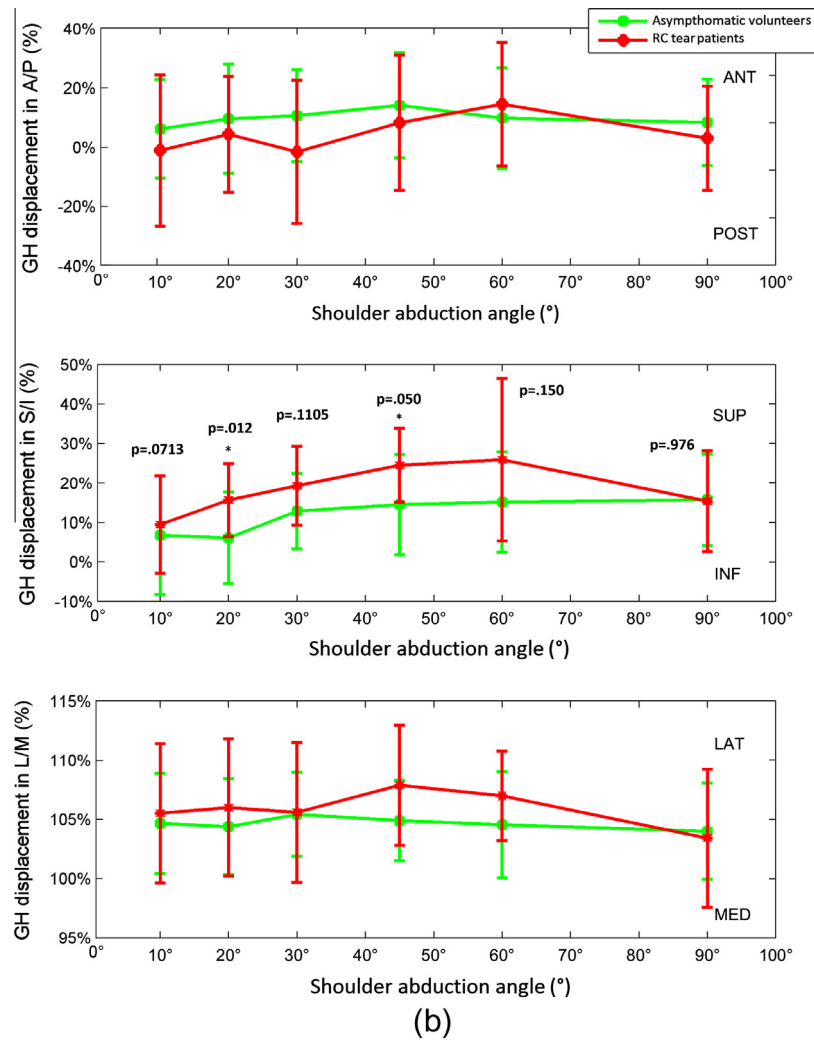 Asympthomatic volunteers
RC tear patients
GH displacement in A/P (%)
40%
20%
0%
-20%
-40%
ANT
POST
0° 10° 20° 30° 40° 50° 60° 70° 80° 90° 100°
Shoulder abduction angle (°)
GH displacement in S/I (%)
50%
40%
30%
20%
10%
0%
-10%
p=.0713
p=.012
*
p=.1105
p=.050
*
p=.150
p=.976
SUP
INF
0° 10° 20° 30° 40° 50° 60° 70° 80° 90° 100°
Shoulder abduction angle (°)
GH displacement in L/M (%)
115%
110%
105%
100%
95%
LAT
MED
0° 10° 20° 30° 40° 50° 60° 70° 80° 90° 100°
Shoulder abduction angle (°)
(b)